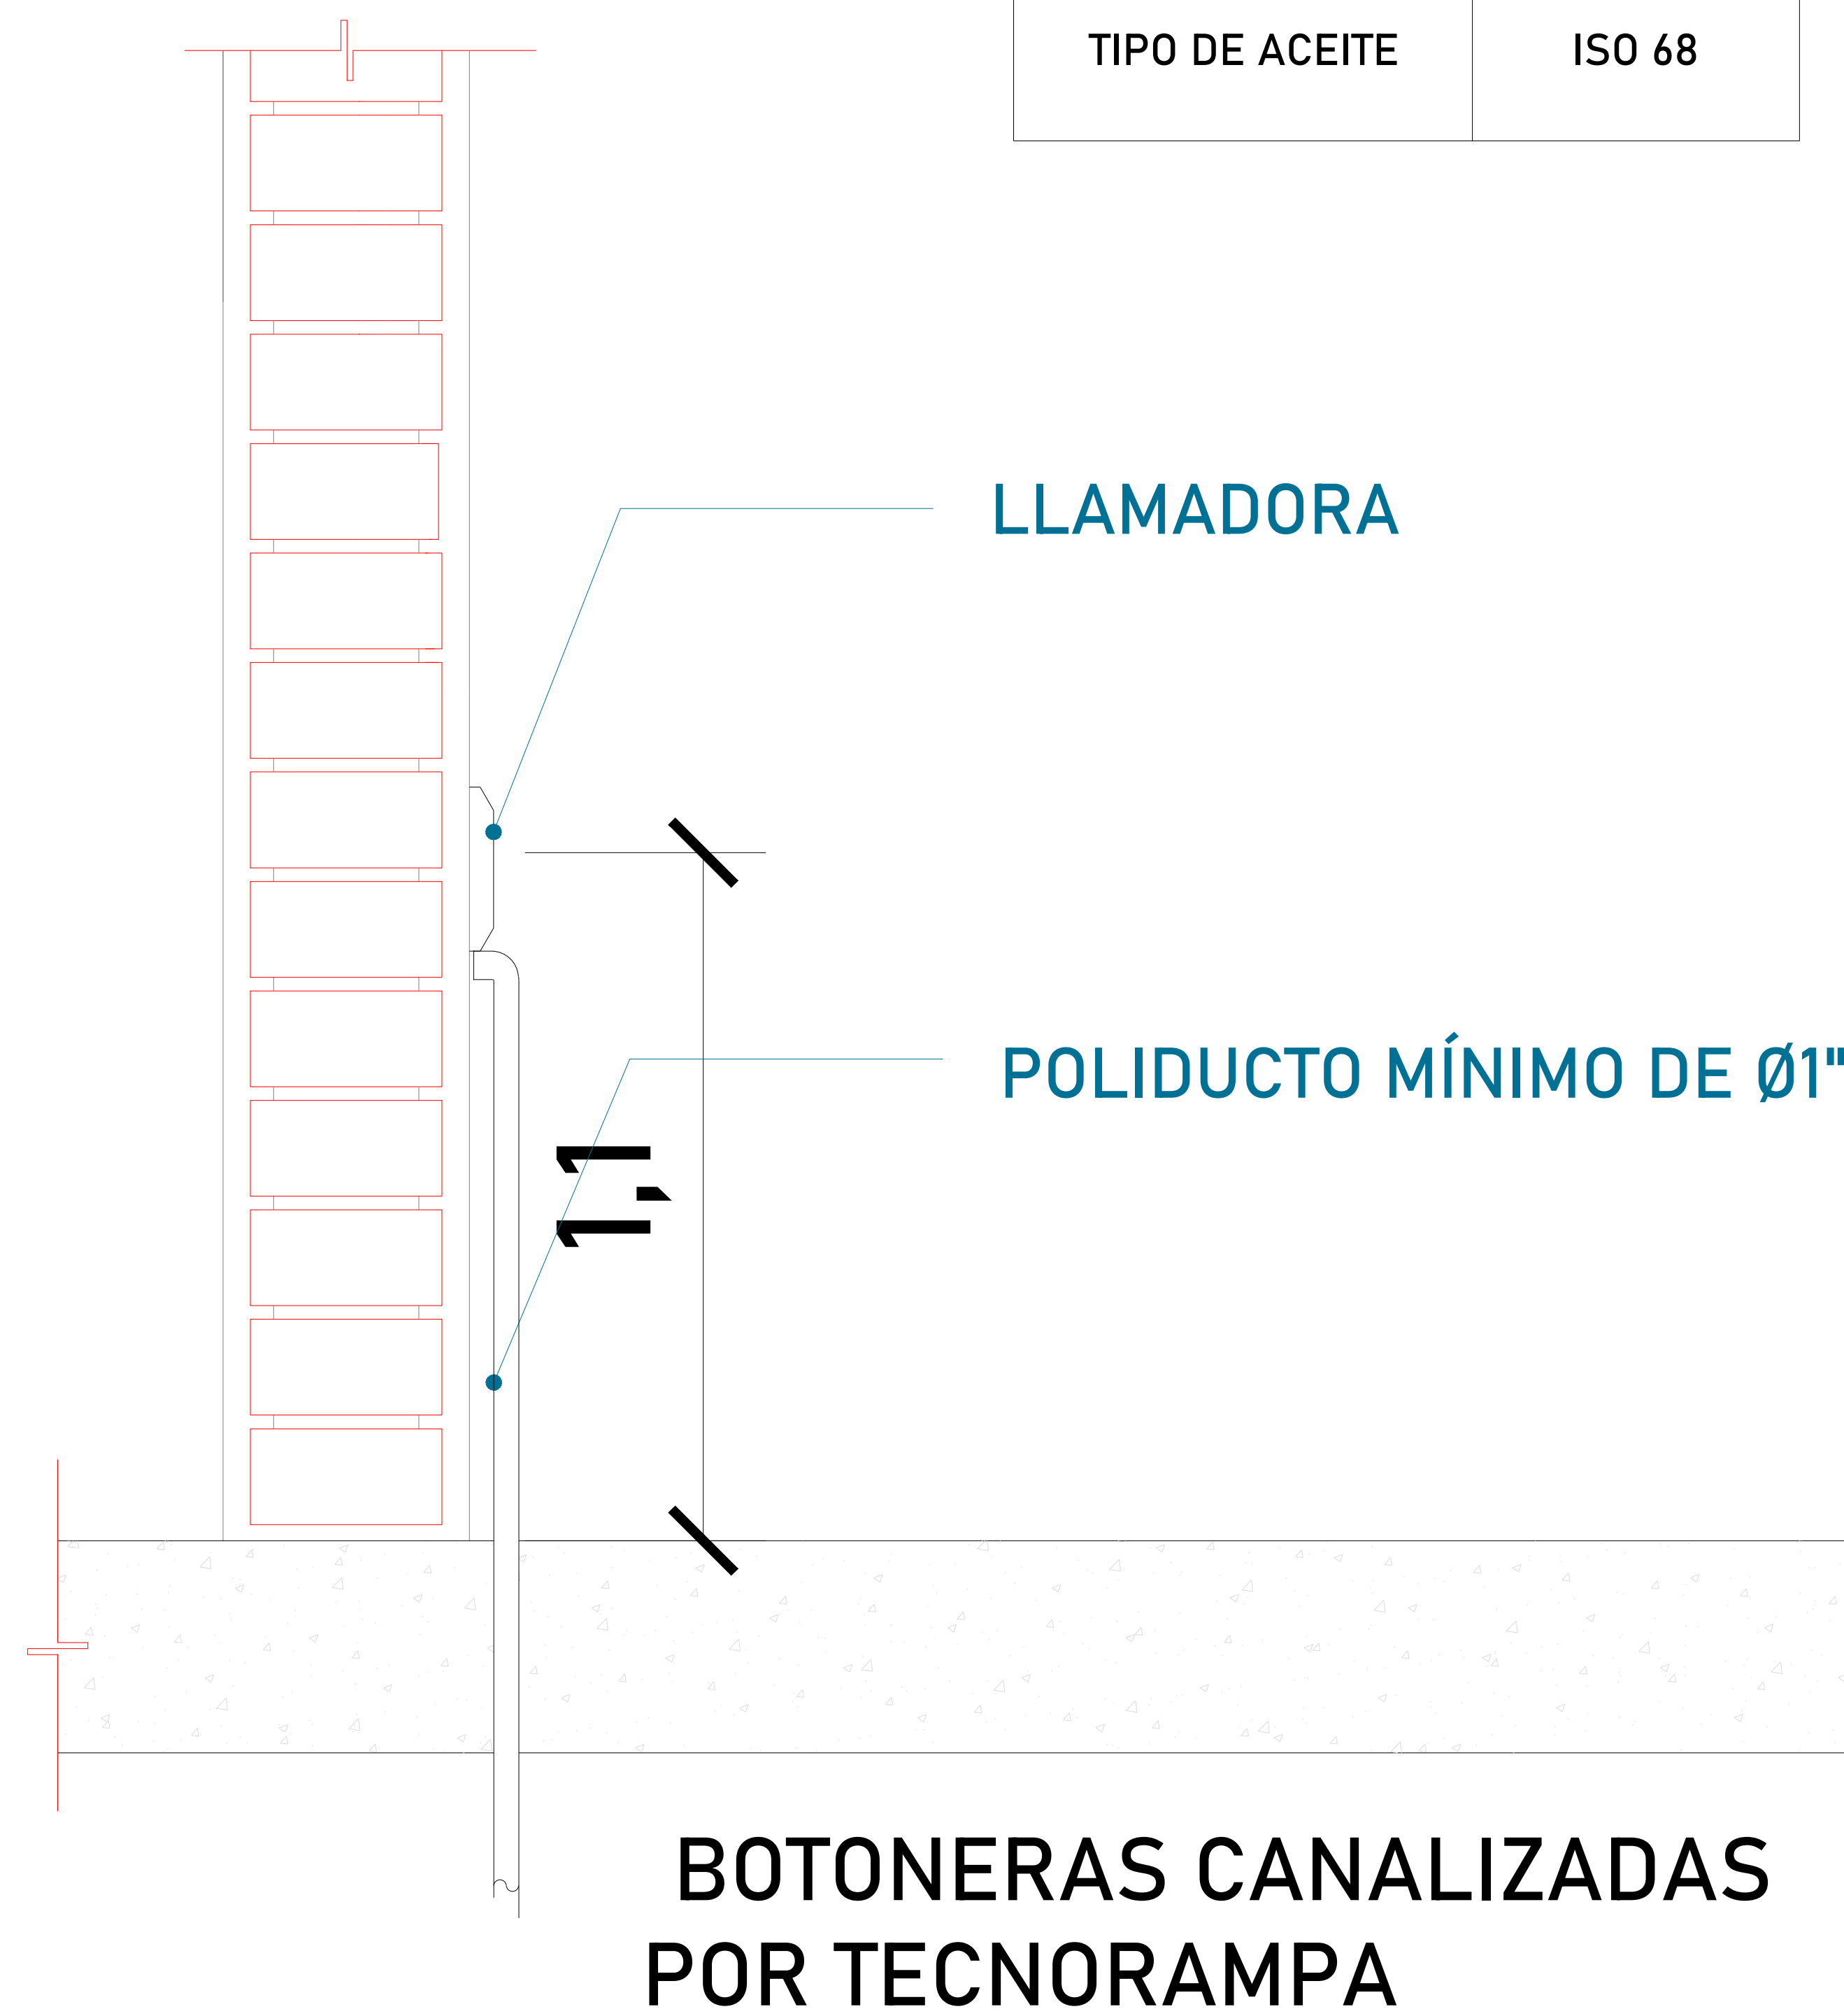 TIPO DE ACEITE ISO 68
LLAMADORA
POLIDUCTO MÍNIMO DE Ø1"
1,1
BOTONERAS CANALIZADAS
POR TECNORAMPA